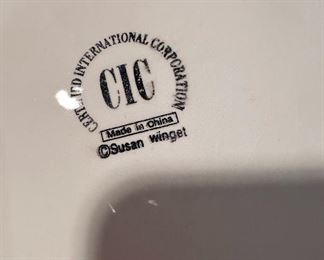 CERTIFIED INTERNATIONAL CORPORATION
CIC
Made in China
©Susan Winget